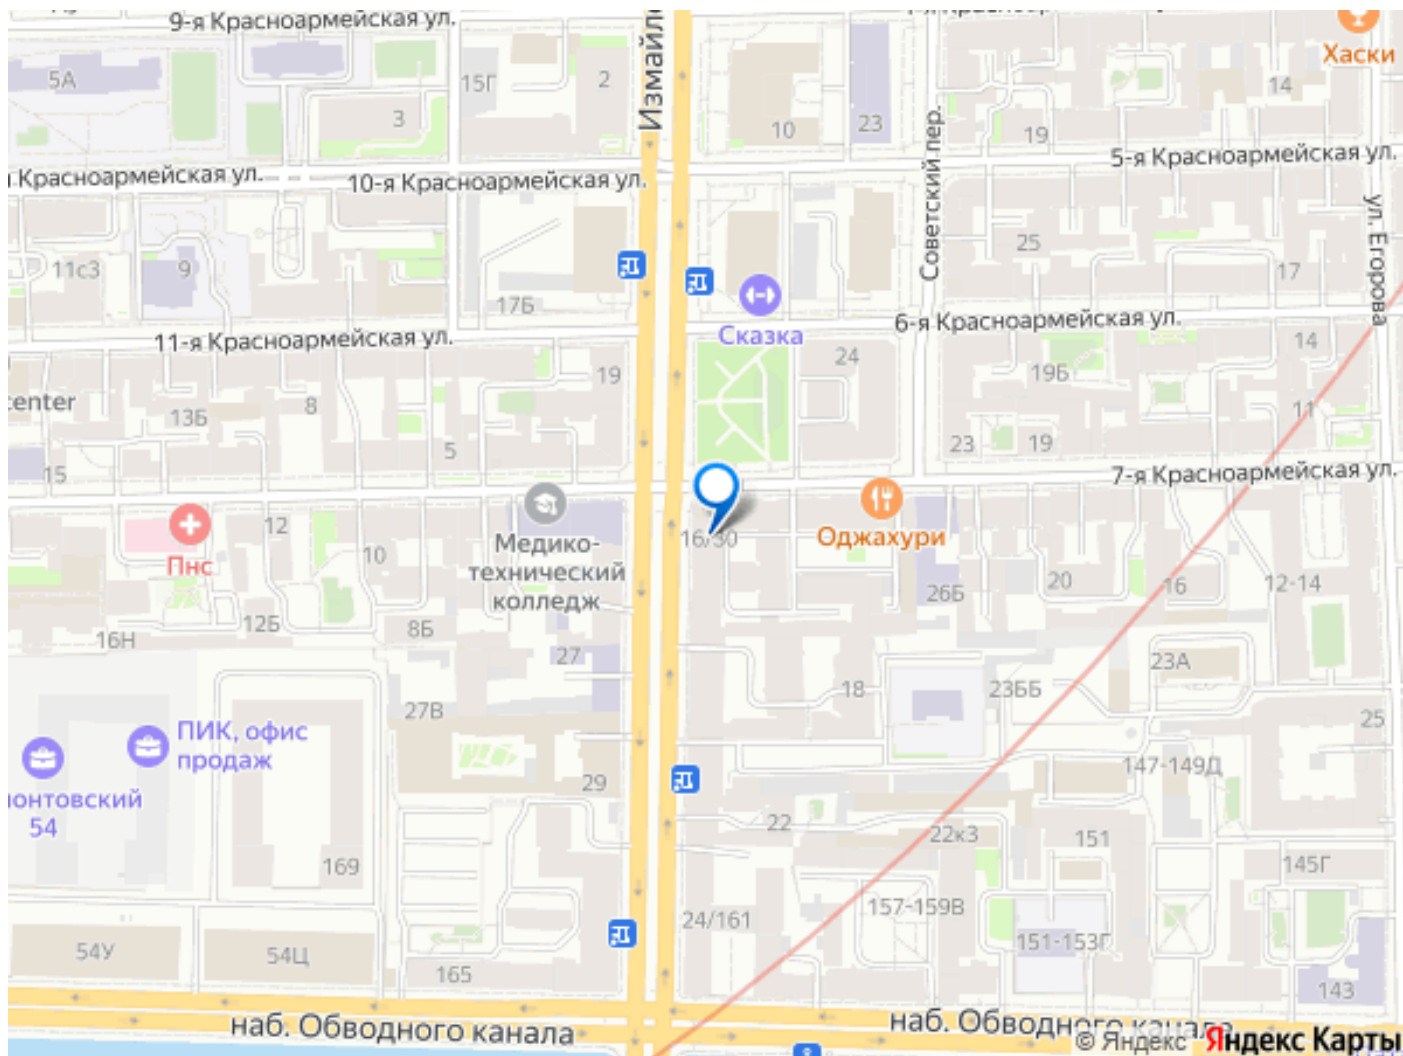 9-я Красноармейская ул.
Хаски
5А
15Г
2
3
10
23
14
19
5-я Красноармейская ул.
Красноармейская ул.
10-я Красноармейская ул.
Советский пер.
ул. Егорова
11с3
9
17Б
25
17
Сказка
6-я Красноармейская ул.
11-я Красноармейская ул.
24
14
19
19Б
center
13Б
8
11
5
23
19
15
7-я Красноармейская ул.
12
10
Пнс
Медико-
технический
колледж
16/30
Оджахури
20
16
12-14
26Б
12Б
8Б
16Н
27
23А
18
23ББ
27В
25
ПИК, офис
продаж
147-149Д
29
54
22
22к3
151
169
145Г
157-159В
24/161
151-153Г
54У
54Ц
165
143
наб. Обводного канала
наб. Обводного канала
© Яндекс Яндекс Карты